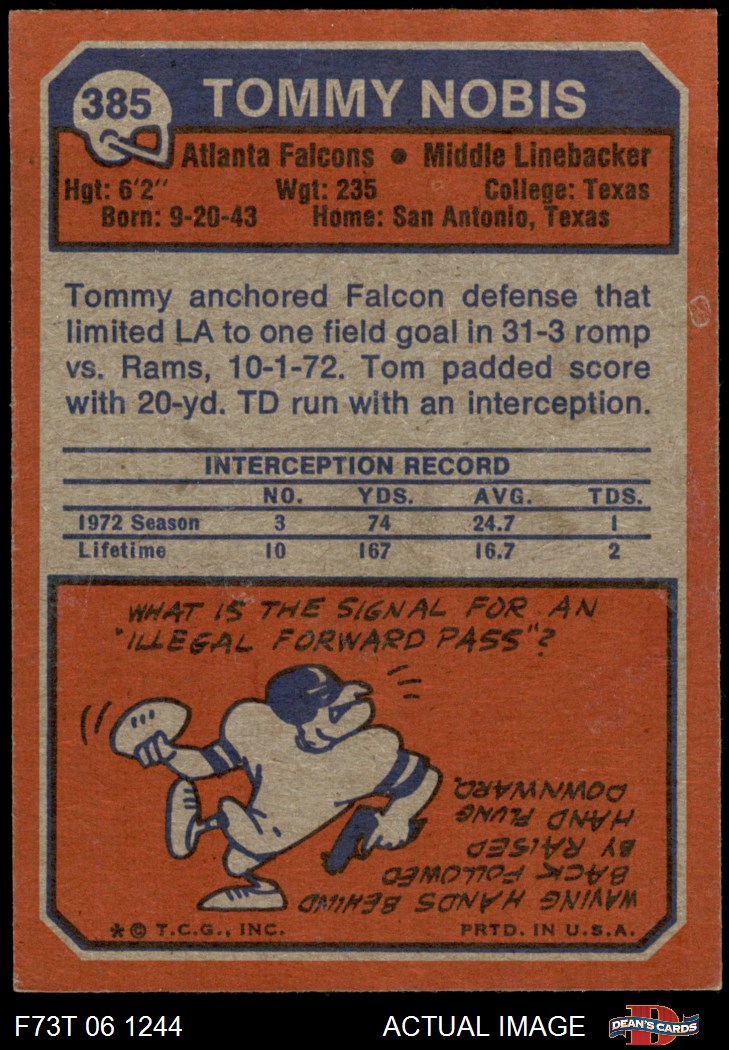 385
TOMMY NOBIS
Atlanta Falcons • Middle Linebacker
Hgt: 6'2" Wgt: 235 College: Texas
Born: 9-20-43 Home: San Antonio, Texas
Tommy anchored Falcon defense that
limited LA to one field goal in 31-3 romp
vs. Rams, 10-1-72. Tom padded score
with 20-yd. TD run with an interception.
INTERCEPTION RECORD
NO. YDS. AVG. TDS.
1972 Season 3 74 24.7 1
Lifetime 10 167 16.7 2
WHAT IS THE SIGNAL FOR AN
"ILLEGAL FORWARD PASS"?
WAVING HANDS BEHIND
BACK FOLLOWED
BY RAISED
HAND FLUNG
DOWNWARD.
* © T.C.G., INC. PRTD. IN U.S.A.
F73T 06 1244 ACTUAL IMAGE DEAN'S CARDS